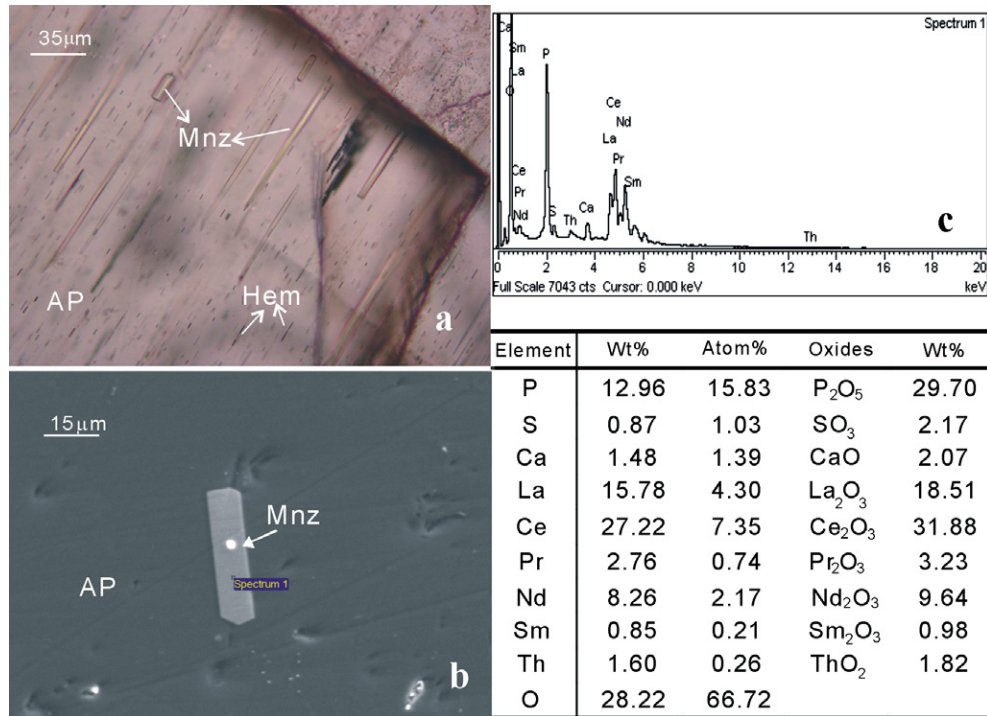 35μm
Mnz
AP
Hem
a
15μm
Mnz
AP
Spectrum 1
b
Spectrum 1
Ca
Sm
La
O
P
Ce
Nd
La
Pr
Sm
Ce
Pr
Nd
S
Th
Ca
Th
c
0 2 4 6 8 10 12 14 16 18 20
Full Scale 7043 cts Cursor: 0.000 keV
keV
Element Wt% Atom% Oxides Wt%
P 12.96 15.83 P₂O₅ 29.70
S 0.87 1.03 SO₃ 2.17
Ca 1.48 1.39 CaO 2.07
La 15.78 4.30 La₂O₃ 18.51
Ce 27.22 7.35 Ce₂O₃ 31.88
Pr 2.76 0.74 Pr₂O₃ 3.23
Nd 8.26 2.17 Nd₂O₃ 9.64
Sm 0.85 0.21 Sm₂O₃ 0.98
Th 1.60 0.26 ThO₂ 1.82
O 28.22 66.72